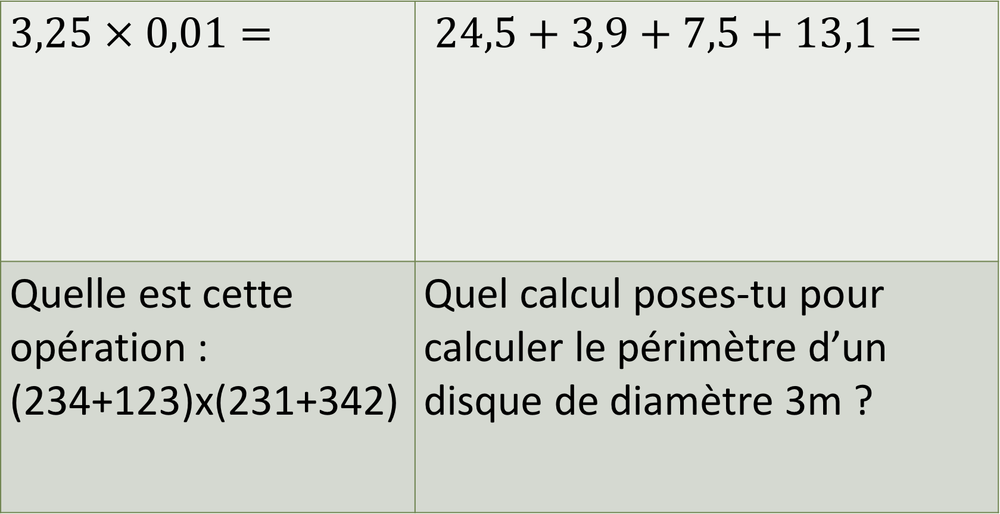 3,25 × 0,01 =
24,5 + 3,9 + 7,5 + 13,1 =
Quelle est cette
opération :
(234+123)x(231+342)
Quel calcul poses-tu pour
calculer le périmètre d’un
disque de diamètre 3m ?